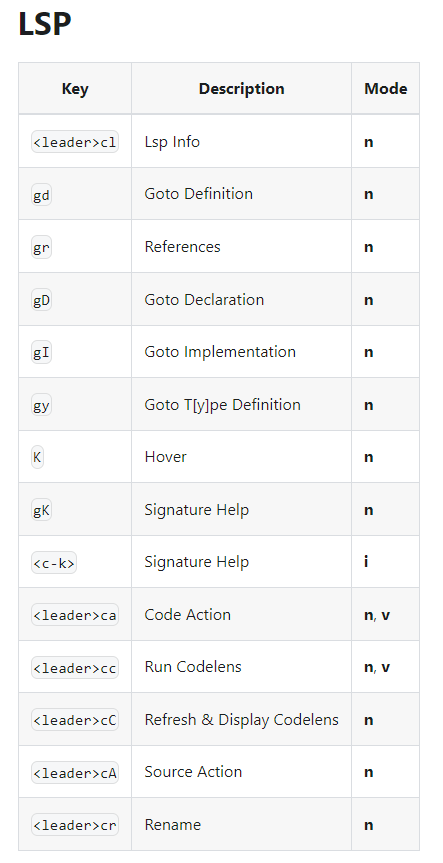 LSP
Key Description Mode
<leader>cl Lsp Info n
gd Goto Definition n
gr References n
gD Goto Declaration n
gI Goto Implementation n
gy Goto T[y]pe Definition n
K Hover n
gK Signature Help n
<c-k> Signature Help i
<leader>ca Code Action n, v
<leader>cc Run Codelens n, v
<leader>cC Refresh & Display Codelens n
<leader>cA Source Action n
<leader>cr Rename n